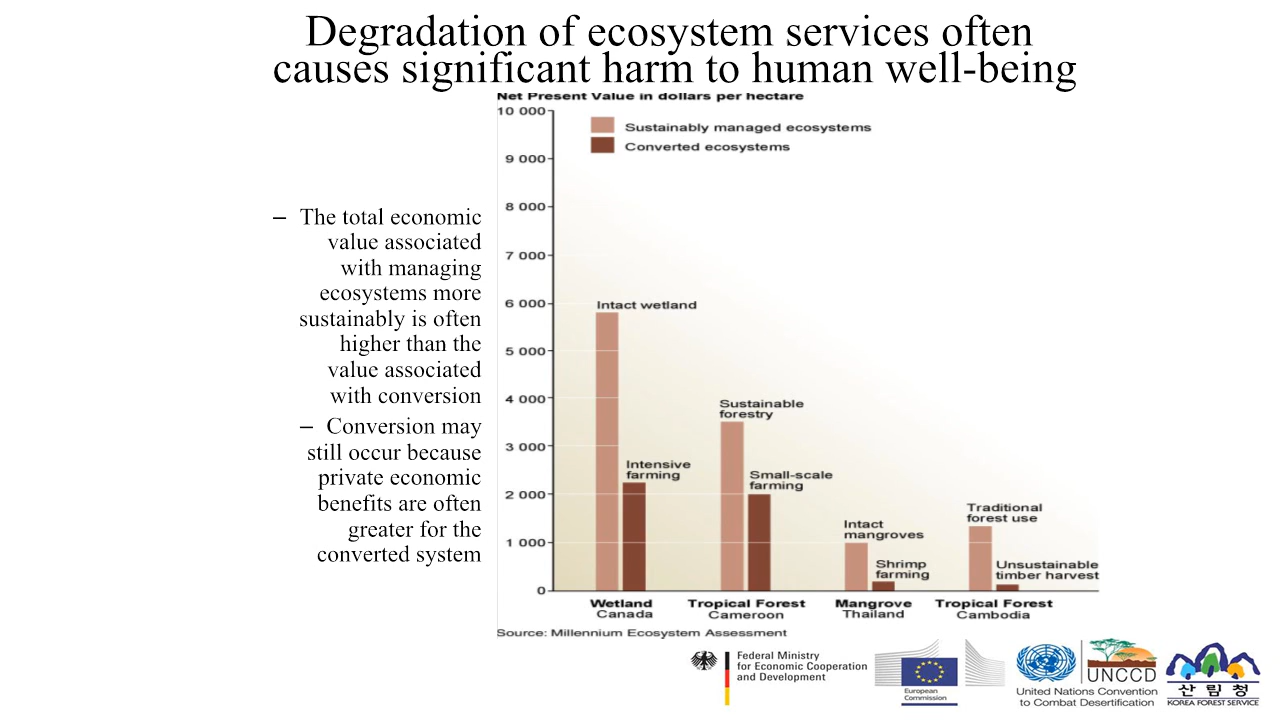 Degradation of ecosystem services often
causes significant harm to human well-being
– The total economic
value associated
with managing
ecosystems more
sustainably is often
higher than the
value associated
with conversion
– Conversion may
still occur because
private economic
benefits are often
greater for the
converted system
Net Present Value in dollars per hectare
10 000
9 000
8 000
7 000
6 000
5 000
4 000
3 000
2 000
1 000
0
Sustainably managed ecosystems
Converted ecosystems
Intact wetland
Intensive
farming
Sustainable
forestry
Small-scale
farming
Intact
mangroves
Shrimp
farming
Traditional
forest use
Unsustainable
timber harvest
Wetland
Canada
Tropical Forest
Cameroon
Mangrove
Thailand
Tropical Forest
Cambodia
Source: Millennium Ecosystem Assessment
Federal Ministry
for Economic Cooperation
and Development
European
Commission
UNCCD
United Nations Convention
to Combat Desertification
산림청
KOREA FOREST SERVICE